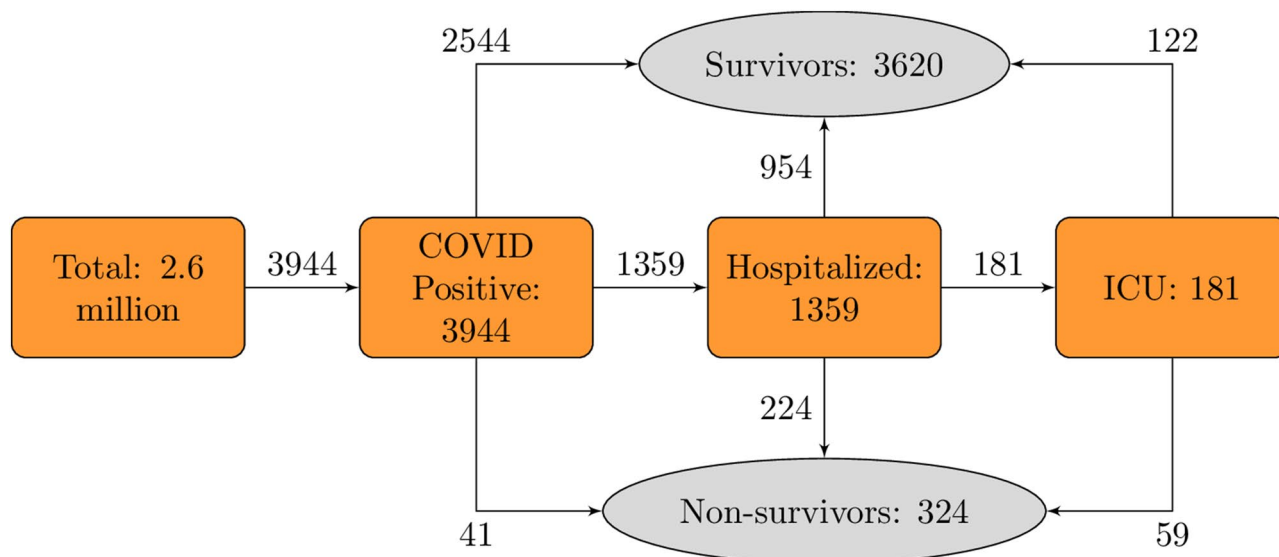 2544
Survivors: 3620
122
954
Total: 2.6
million
3944
COVID
Positive:
3944
1359
Hospitalized:
1359
181
ICU: 181
224
Non-survivors: 324
41
59